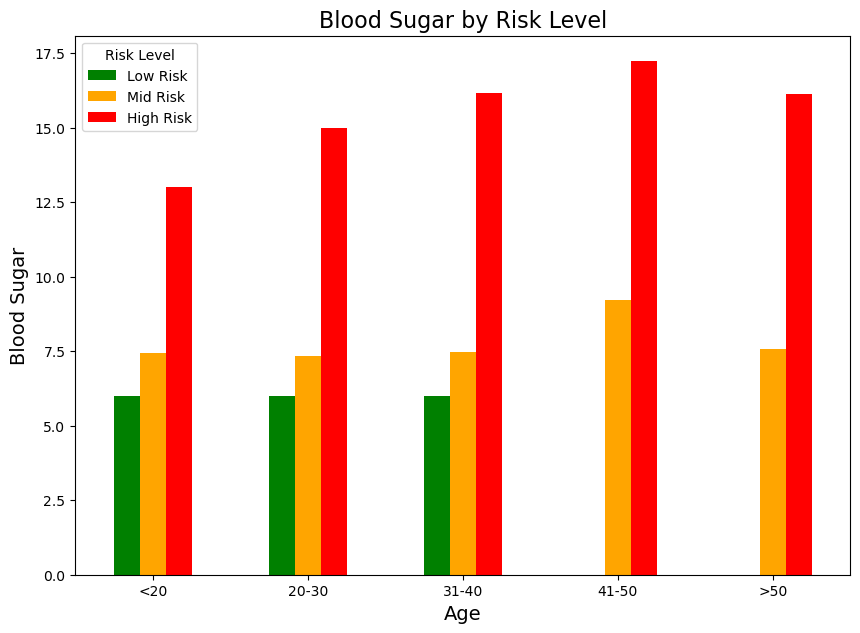 Blood Sugar by Risk Level
Risk Level
Low Risk
Mid Risk
High Risk
Blood Sugar
17.5
15.0
12.5
10.0
7.5
5.0
2.5
0.0
<20 20-30 31-40 41-50 >50
Age